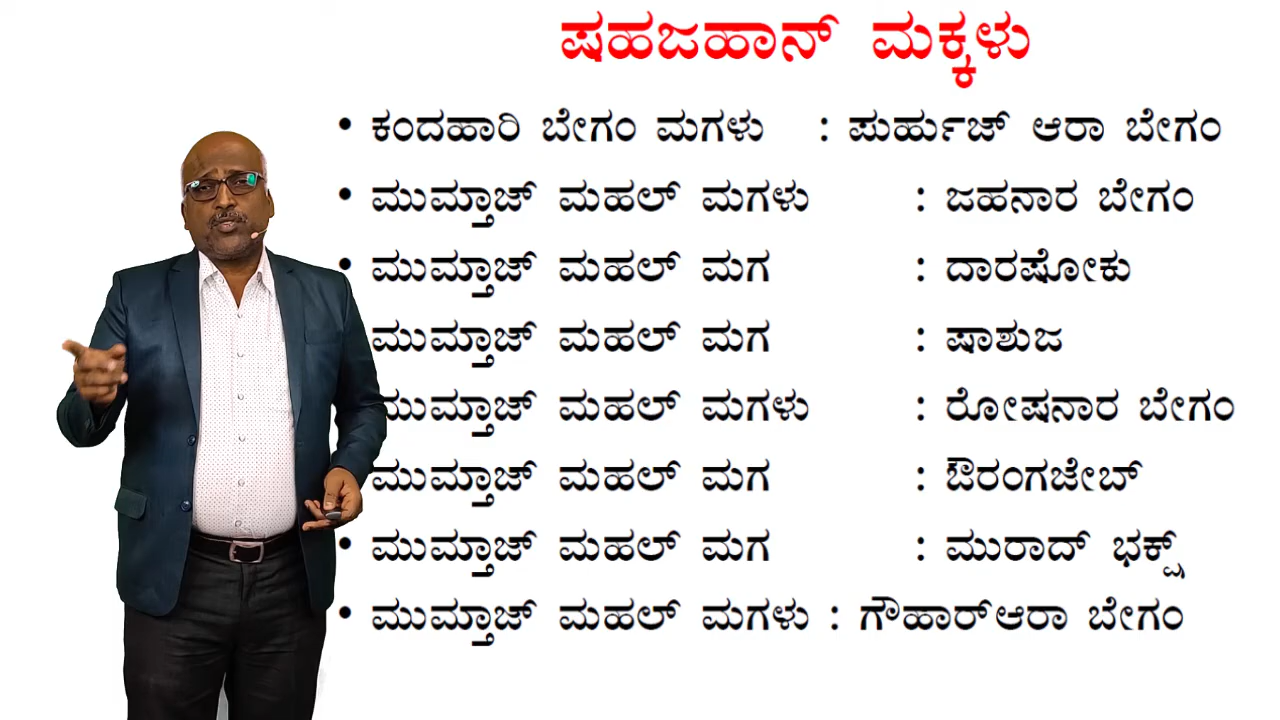 ಷಹಜಹಾನ್ ಮಕ್ಕಳು
• ಕಂದಹಾರಿ ಬೇಗಂ ಮಗಳು : ಪುರ್ಹುಜ್ ಆರಾ ಬೇಗಂ
• ಮುಮ್ತಾಜ್ ಮಹಲ್ ಮಗಳು : ಜಹನಾರ ಬೇಗಂ
• ಮುಮ್ತಾಜ್ ಮಹಲ್ ಮಗ : ದಾರಷೋಕು
ಮುಮ್ತಾಜ್ ಮಹಲ್ ಮಗ : ಷಾಶುಜ
ಮುಮ್ತಾಜ್ ಮಹಲ್ ಮಗಳು : ರೋಷನಾರ ಬೇಗಂ
ಮುಮ್ತಾಜ್ ಮಹಲ್ ಮಗ : ಔರಂಗಜೇಬ್
• ಮುಮ್ತಾಜ್ ಮಹಲ್ ಮಗ : ಮುರಾದ್ ಭಕ್ಷ್
• ಮುಮ್ತಾಜ್ ಮಹಲ್ ಮಗಳು : ಗೌಹಾರ್‌ಆರಾ ಬೇಗಂ